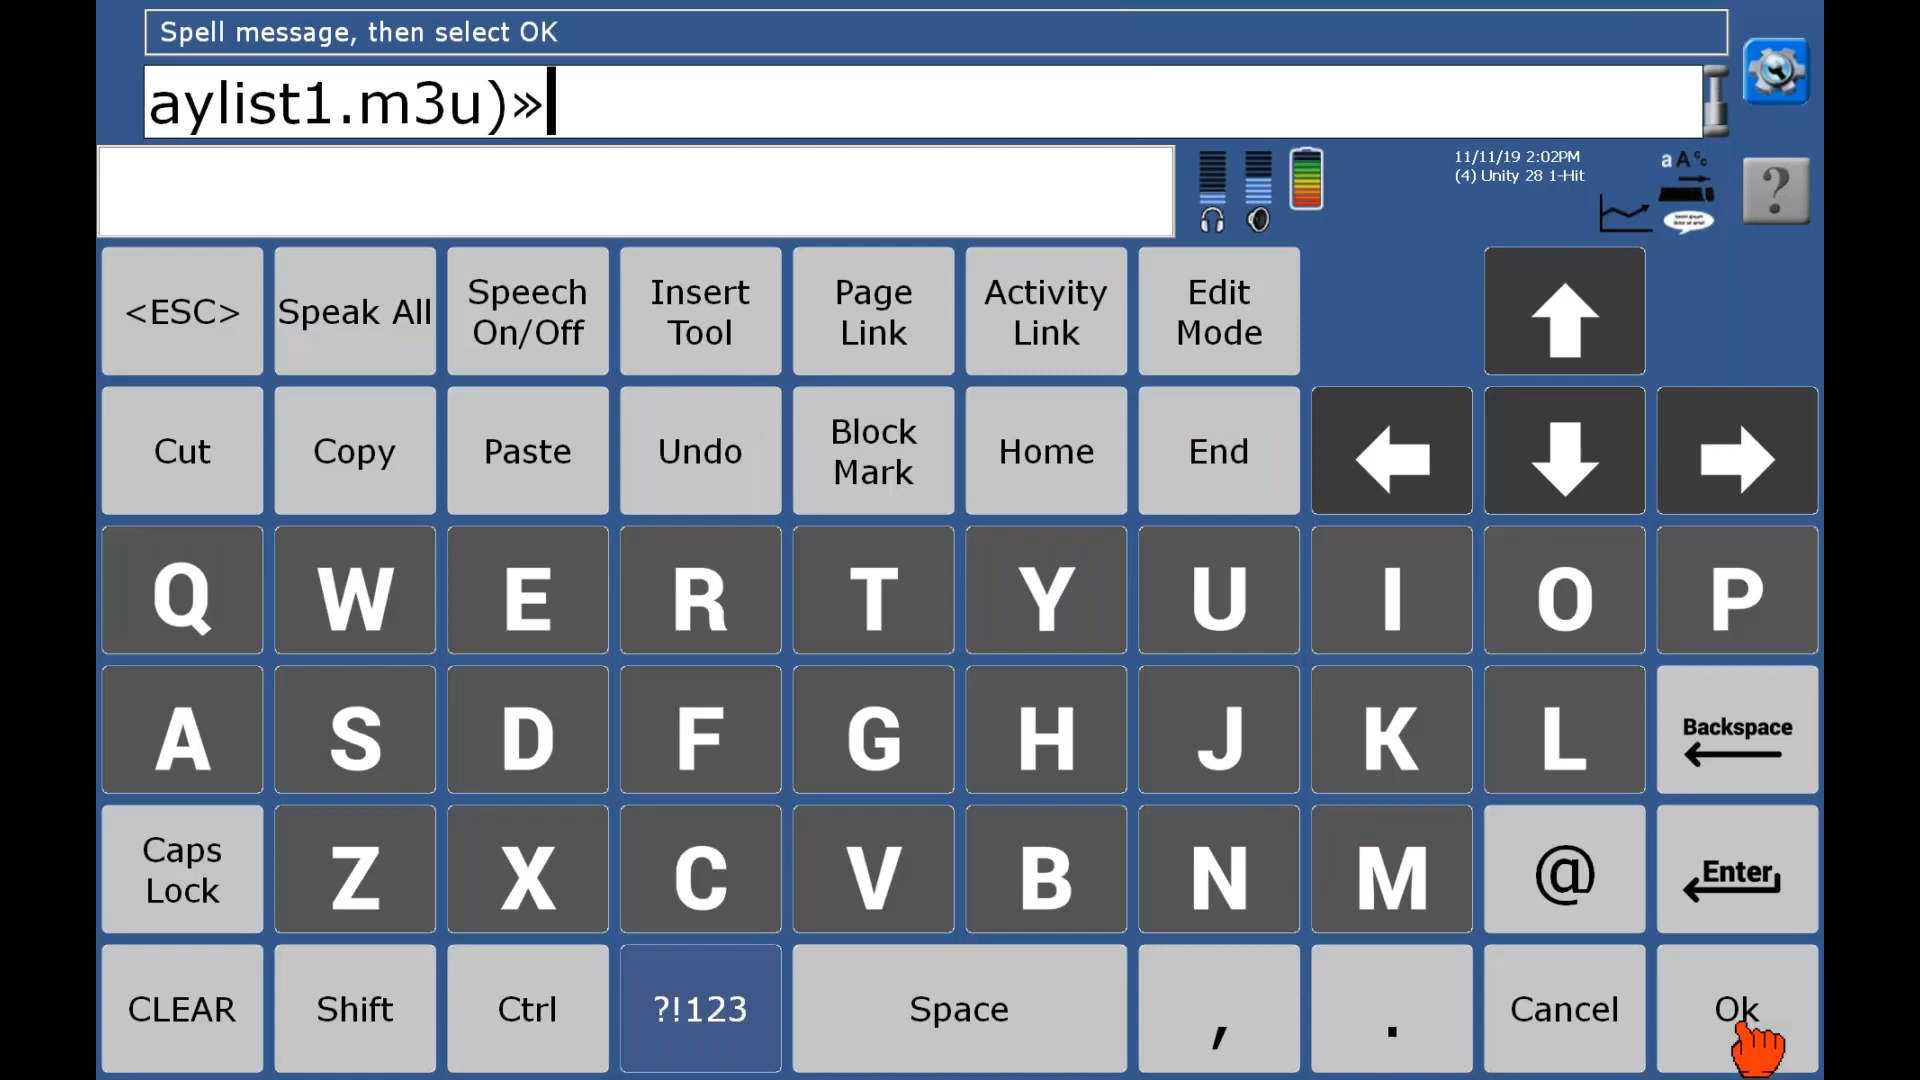 Spell message, then select OK
aylist1.m3u)»
11/11/19 2:02PM
(4) Unity 28 1-Hit
aAcc
?
<ESC> Speak All Speech On/Off Insert Tool Page Link Activity Link Edit Mode
Cut Copy Paste Undo Block Mark Home End
Q W E R T Y U I O P
A S D F G H J K L Backspace
Caps Lock Z X C V B N M @ Enter
CLEAR Shift Ctrl ?!123 Space , . Cancel Ok